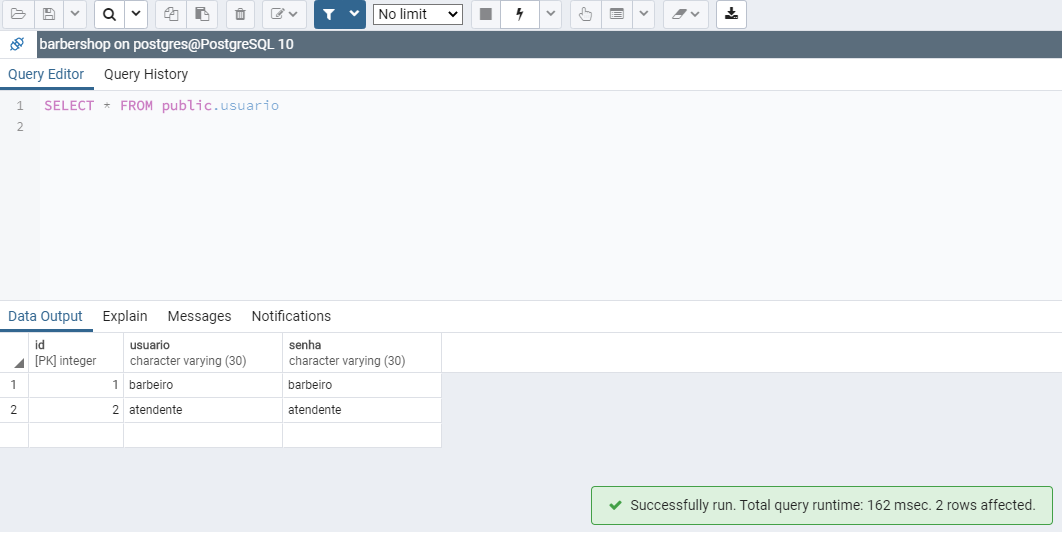 No limit
barbershop on postgres@PostgreSQL 10
Query Editor Query History
1 SELECT * FROM public.usuario
2
Data Output Explain Messages Notifications
id usuario senha
[PK] integer character varying (30) character varying (30)
1 1 barbeiro barbeiro
2 2 atendente atendente
Successfully run. Total query runtime: 162 msec. 2 rows affected.